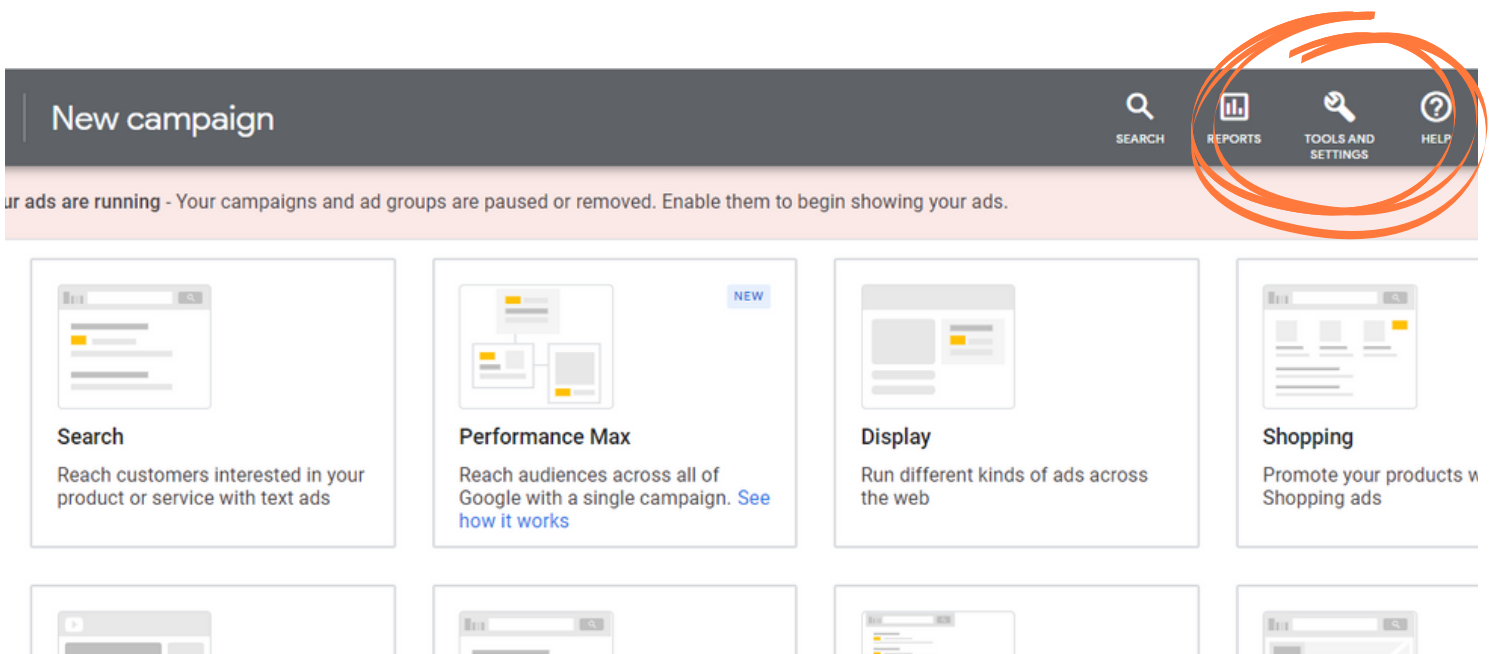 New campaign
SEARCH
REPORTS
TOOLS AND
SETTINGS
HELP
ur ads are running - Your campaigns and ad groups are paused or removed. Enable them to begin showing your ads.
NEW
Search
Reach customers interested in your
product or service with text ads
Performance Max
Reach audiences across all of
Google with a single campaign. See
how it works
Display
Run different kinds of ads across
the web
Shopping
Promote your products w
Shopping ads